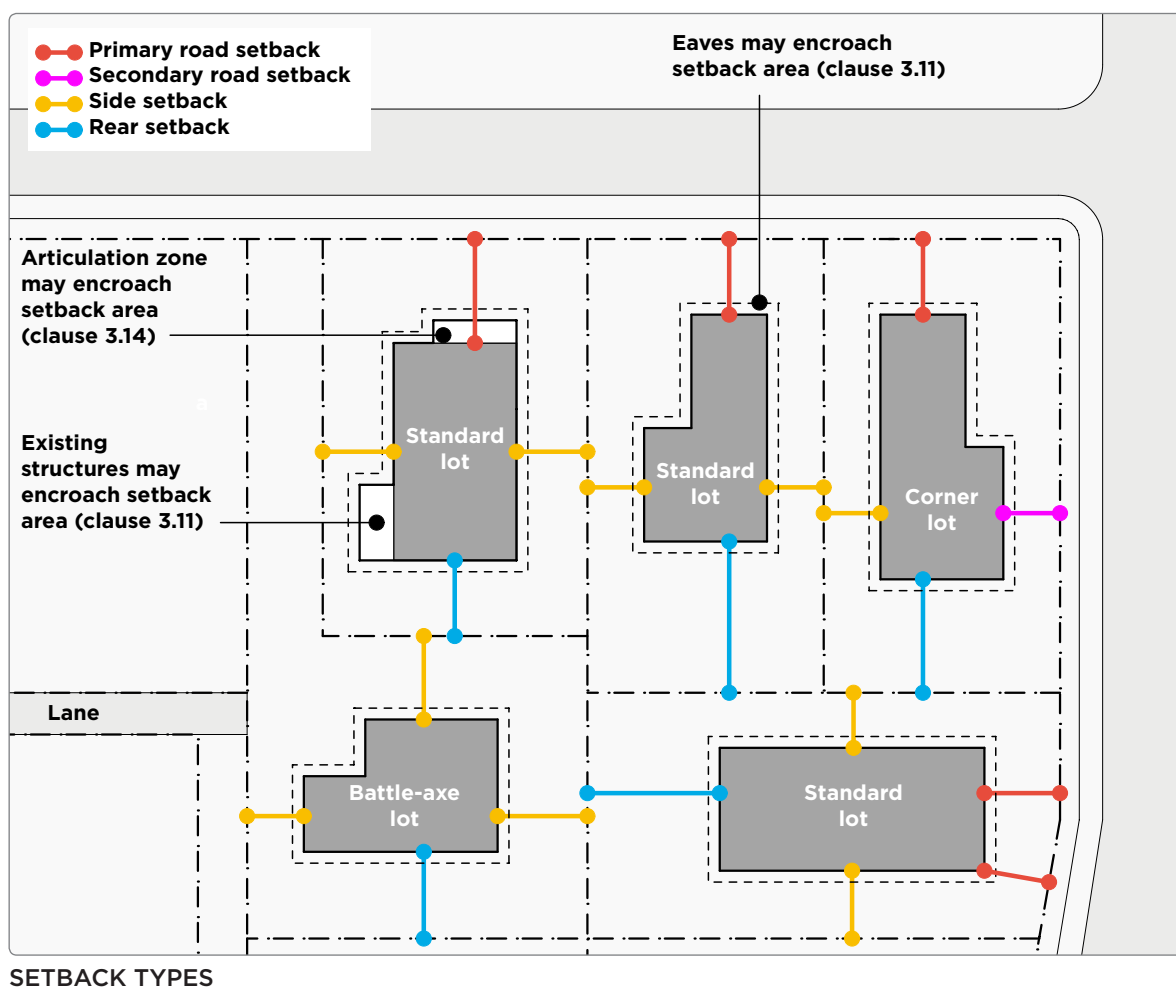 Primary road setback
Secondary road setback
Side setback
Rear setback
Eaves may encroach
setback area (clause 3.11)
Articulation zone
may encroach
setback area
(clause 3.14)
a
Existing
structures may
encroach setback
area (clause 3.11)
Standard
lot
Standard
lot
Corner
lot
Lane
Battle-axe
lot
Standard
lot
SETBACK TYPES